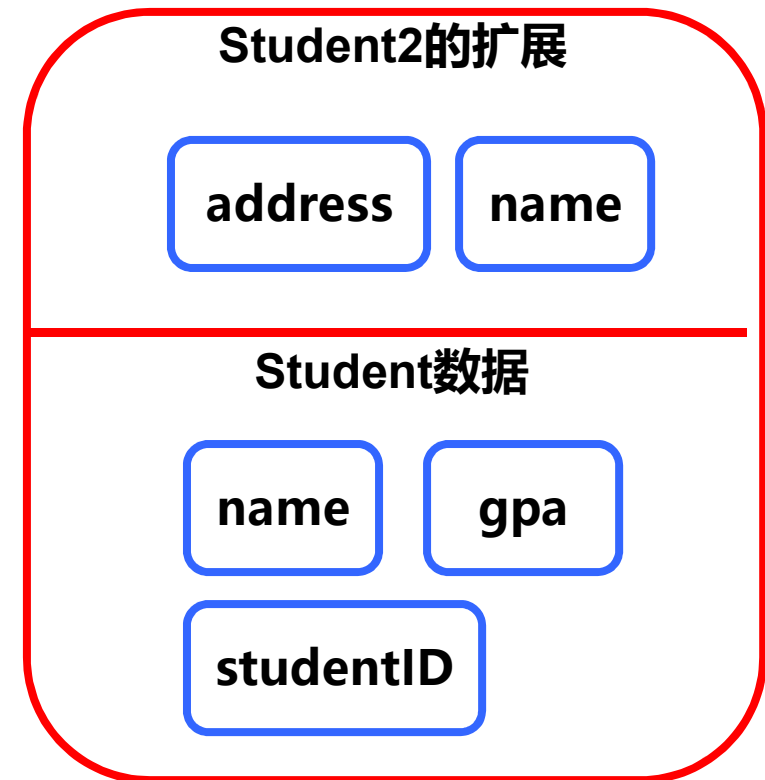 Student2的扩展
address name
Student数据
name gpa
studentID